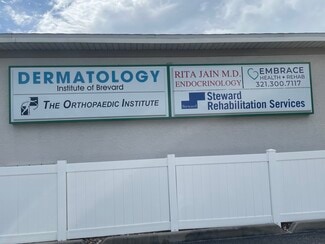 DERMATOLOGY
Institute of Brevard
THE ORTHOPAEDIC INSTITUTE
RITA JAIN M.D.
ENDOCRINOLOGY
EMBRACE
HEALTH + REHAB
321.300.7117
Steward
Rehabilitation Services